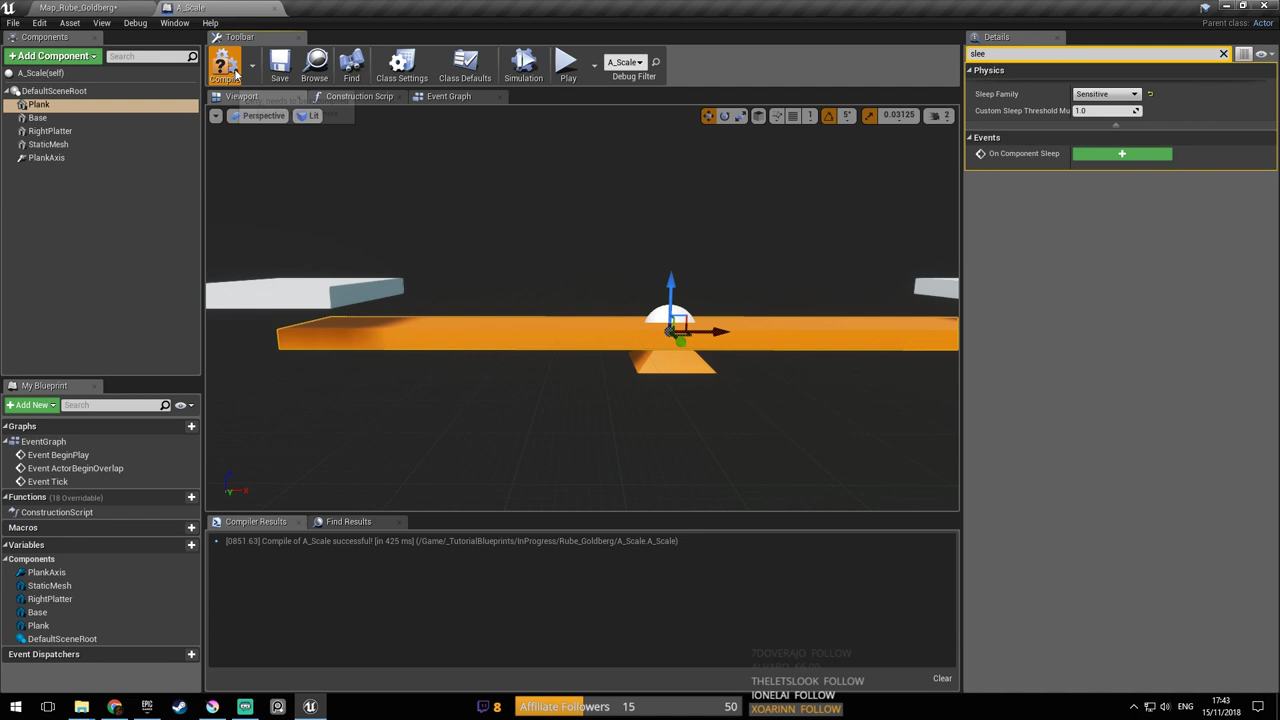 Map_Rube_Goldberg*
A_Scale
File
Edit
Asset
View
Debug
Window
Help
Parent class: Actor
Components
Toolbar
Details
Add Component
Search
A_Scale(self)
DefaultSceneRoot
Plank
Base
RightPlatter
StaticMesh
PlankAxis
Compile
Save
Browse
Find
Class Settings
Class Defaults
Simulation
Play
A_Scale
Debug Filter
Viewport
Construction Scrip
Event Graph
Perspective
Lit
1
5°
0.03125
2
slee
Physics
Sleep Family
Sensitive
Custom Sleep Threshold Mu
1.0
Events
On Component Sleep
My Blueprint
Add New
Search
Graphs
EventGraph
Event BeginPlay
Event ActorBeginOverlap
Event Tick
Functions (18 Overridable)
ConstructionScript
Macros
Variables
Components
PlankAxis
StaticMesh
RightPlatter
Base
Plank
DefaultSceneRoot
Event Dispatchers
Z
Y
X
Compiler Results
Find Results
[0851.63] Compile of A_Scale successful! [in 425 ms] (/Game/_TutorialBlueprints/InProgress/Rube_Goldberg/A_Scale.A_Scale)
Clear
7DOVERAJO FOLLOW
THELETSLOOK FOLLOW
IONELAI FOLLOW
XOARINN FOLLOW
8
Affiliate Followers
15
50
EPIC
ENG
17:43
15/11/2018